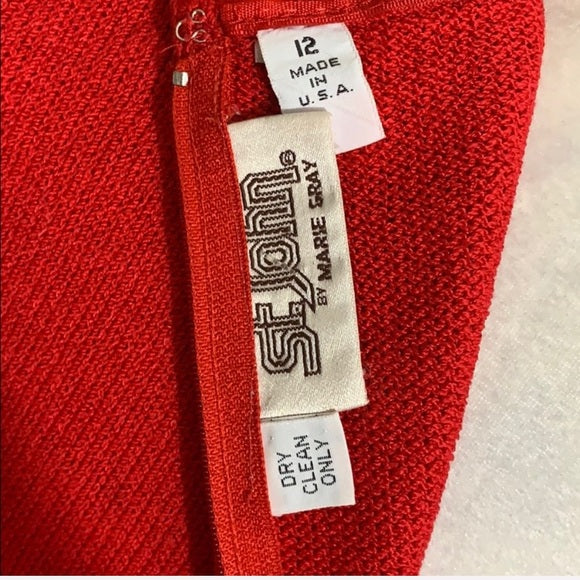 12
MADE
IN
U.S.A.
St. John®
BY MARIE GRAY
DRY
CLEAN
ONLY